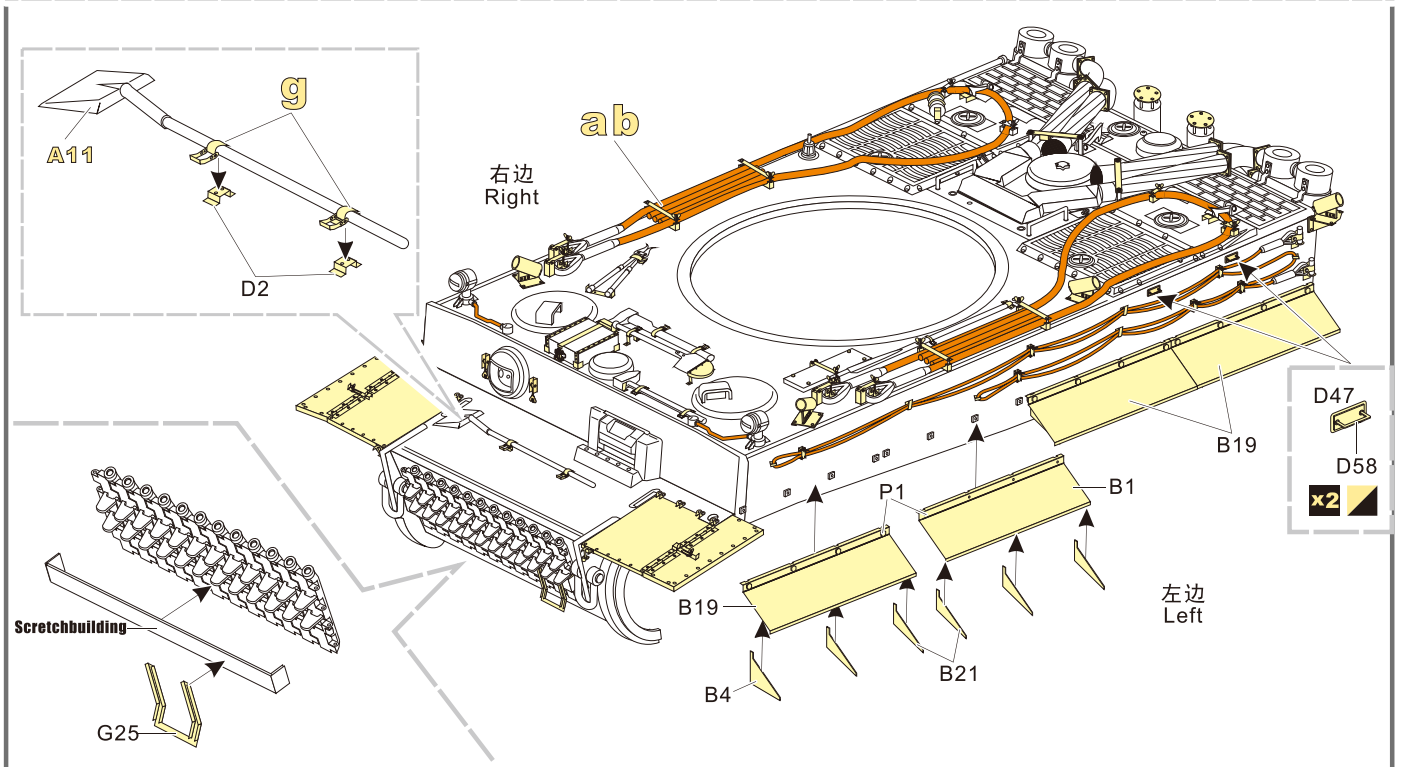 g
A11
D2
ab
右边
Right
D47
D58
x2
B19
B1
P1
B19
左边
Left
B21
B4
Scretchbuilding
G25